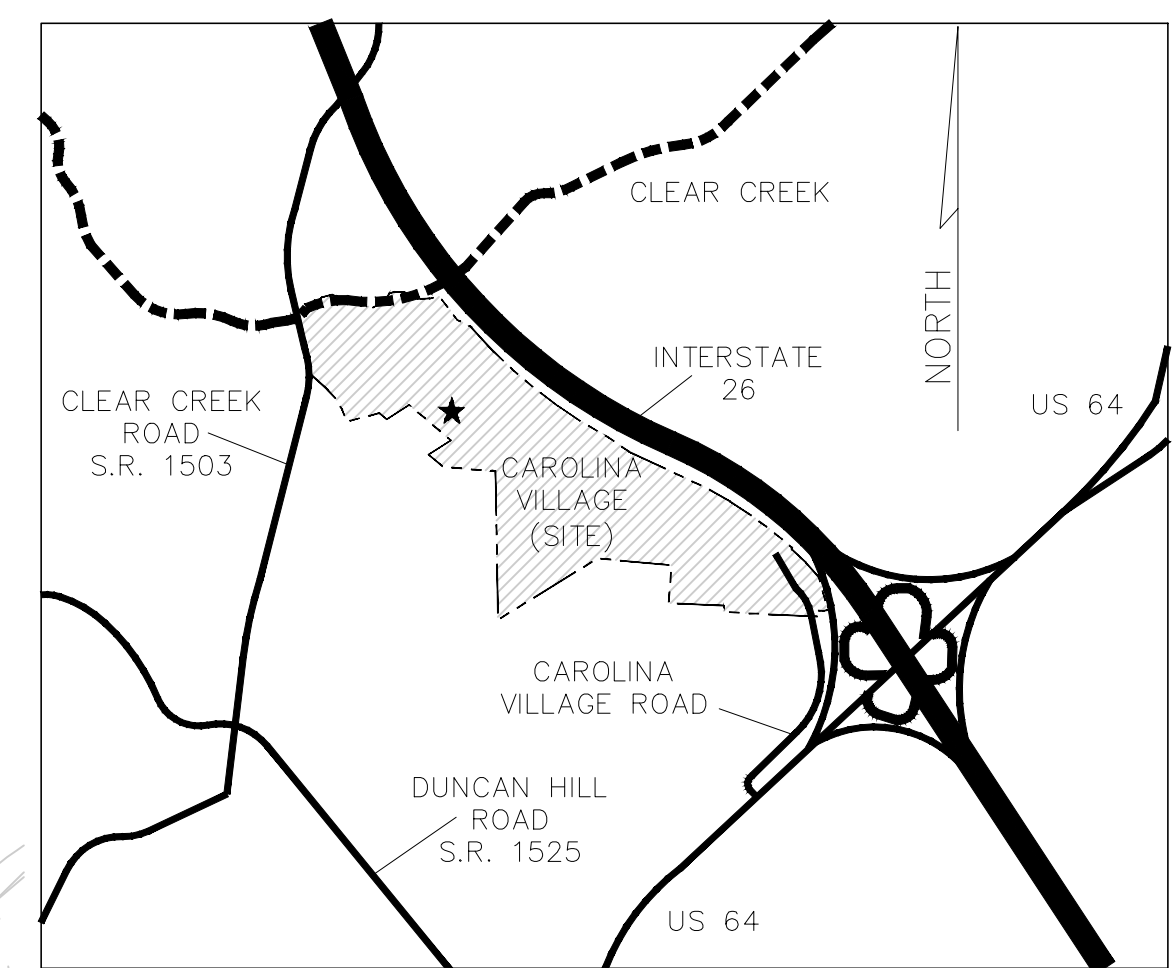 CLEAR CREEK
NORTH
INTERSTATE
26
US 64
CLEAR CREEK
ROAD
S.R. 1503
CAROLINA
VILLAGE
(SITE)
CAROLINA
VILLAGE ROAD
DUNCAN HILL
ROAD
S.R. 1525
US 64